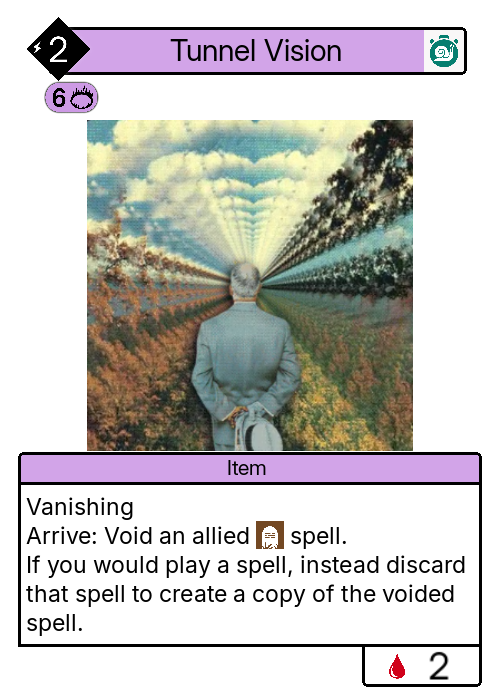 2
Tunnel Vision
6
Item
Vanishing
Arrive: Void an allied spell.
If you would play a spell, instead discard
that spell to create a copy of the voided
spell.
2